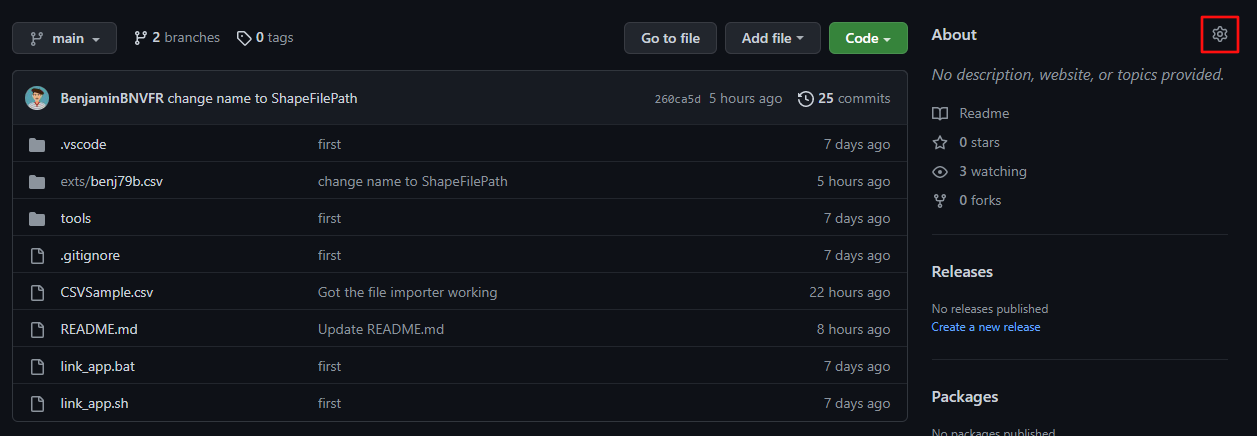 main
2 branches
0 tags
Go to file
Add file
Code
BenjaminBNVFR change name to ShapeFilePath
260ca5d 5 hours ago
25 commits
.vscode first 7 days ago
exts/benj79b.csv change name to ShapeFilePath 5 hours ago
tools first 7 days ago
.gitignore first 7 days ago
CSVSample.csv Got the file importer working 22 hours ago
README.md Update README.md 8 hours ago
link_app.bat first 7 days ago
link_app.sh first 7 days ago
About
No description, website, or topics provided.
Readme
0 stars
3 watching
0 forks
Releases
No releases published
Create a new release
Packages
No packages published